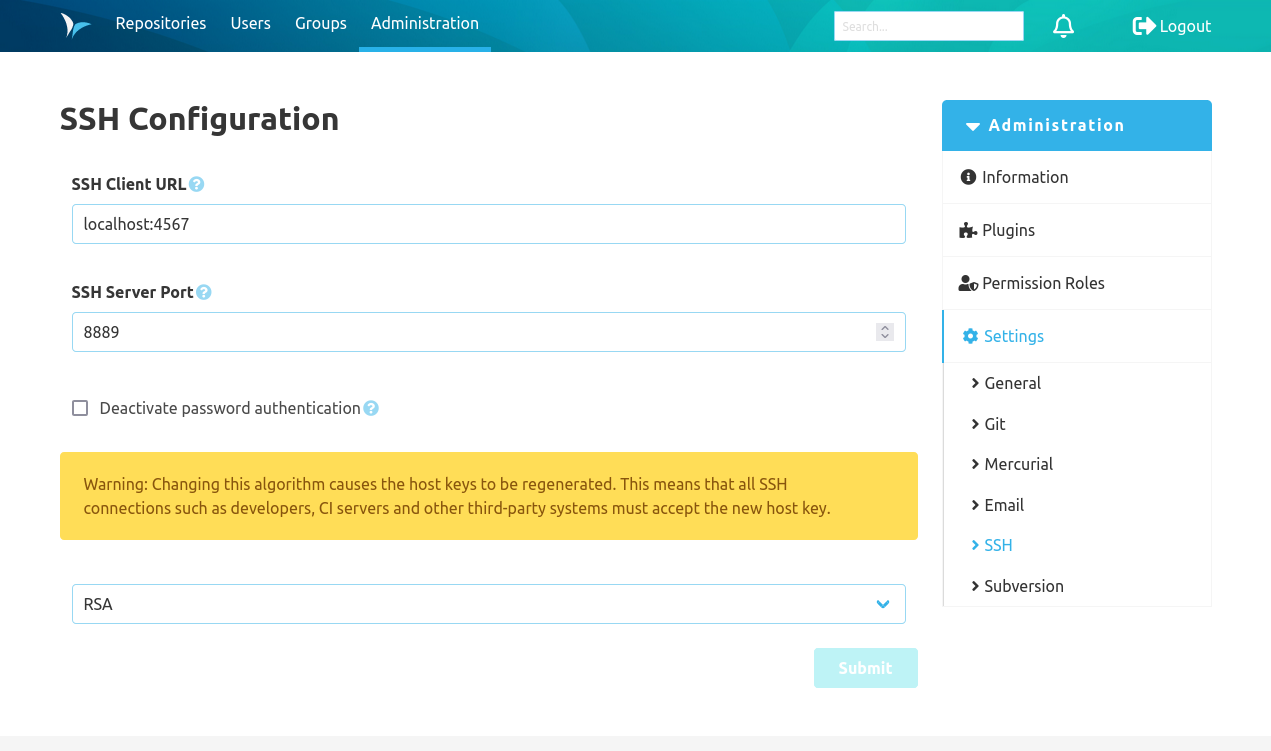 Repositories Users Groups Administration Search... Logout
SSH Configuration
SSH Client URL
localhost:4567
SSH Server Port
8889
Deactivate password authentication
Warning: Changing this algorithm causes the host keys to be regenerated. This means that all SSH
connections such as developers, CI servers and other third-party systems must accept the new host key.
RSA
Submit
Administration
Information
Plugins
Permission Roles
Settings
General
Git
Mercurial
Email
SSH
Subversion